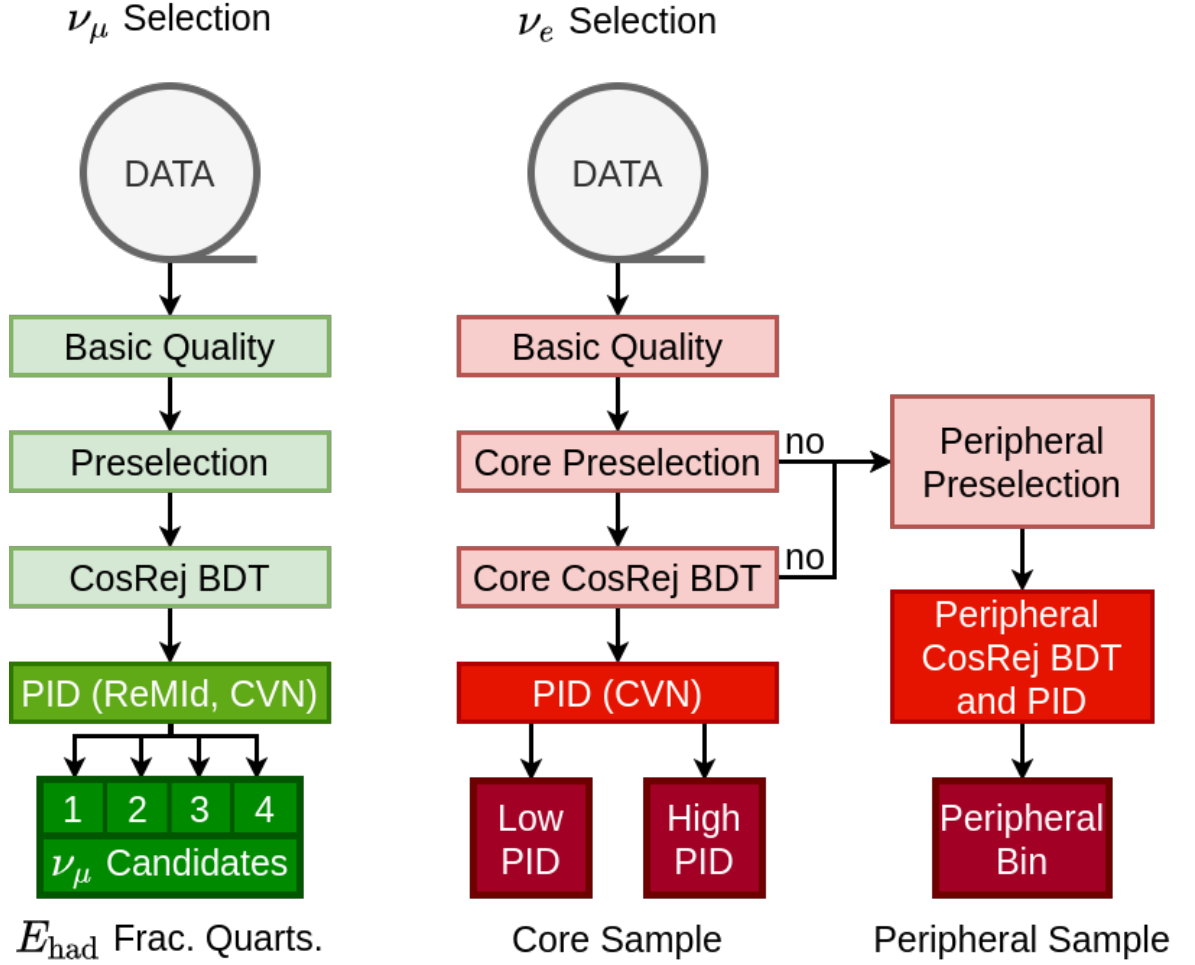 νμ Selection
DATA
Basic Quality
Preselection
CosRej BDT
PID (ReMId, CVN)
1 2 3 4
νμ Candidates
Ehad Frac. Quarts.
νe Selection
DATA
Basic Quality
Core Preselection
no
Core CosRej BDT
no
PID (CVN)
Low
PID
High
PID
Core Sample
Peripheral
Preselection
Peripheral
CosRej BDT
and PID
Peripheral
Bin
Peripheral Sample